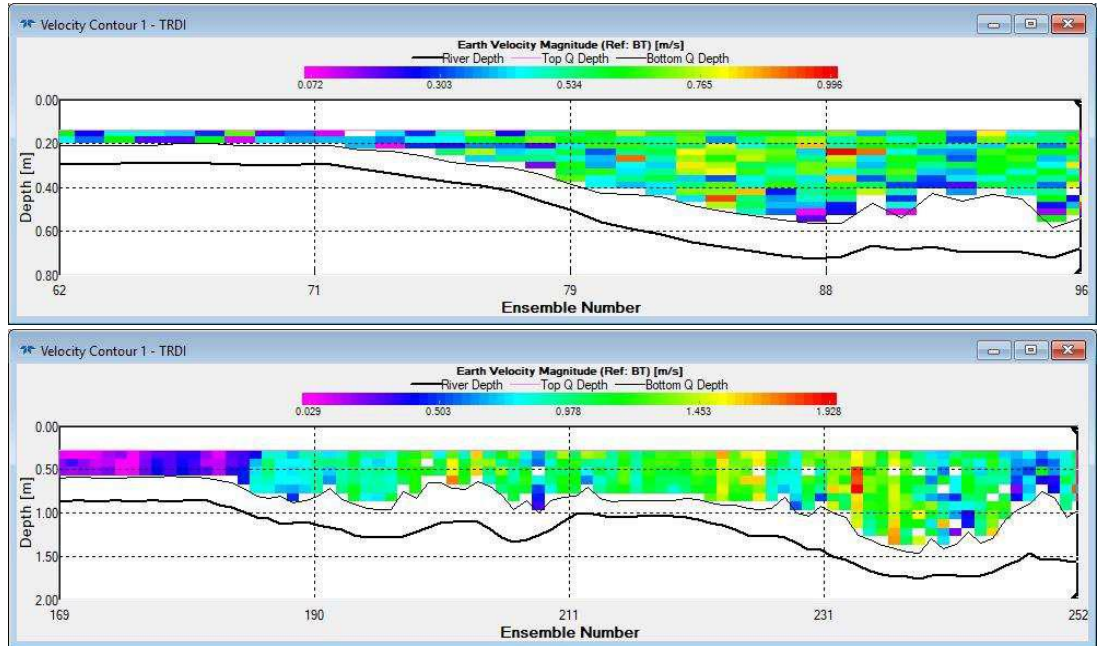 Velocity Contour 1 - TRDI
Earth Velocity Magnitude (Ref: BT) [m/s]
River Depth Top Q Depth Bottom Q Depth
0.072 0.303 0.534 0.765 0.996
0.00
0.20
0.40
0.60
0.80
Depth [m]
62 71 79 88 96
Ensemble Number
Velocity Contour 1 - TRDI
Earth Velocity Magnitude (Ref: BT) [m/s]
River Depth Top Q Depth Bottom Q Depth
0.029 0.503 0.978 1.453 1.928
0.00
0.50
1.00
1.50
2.00
Depth [m]
169 190 211 231 252
Ensemble Number